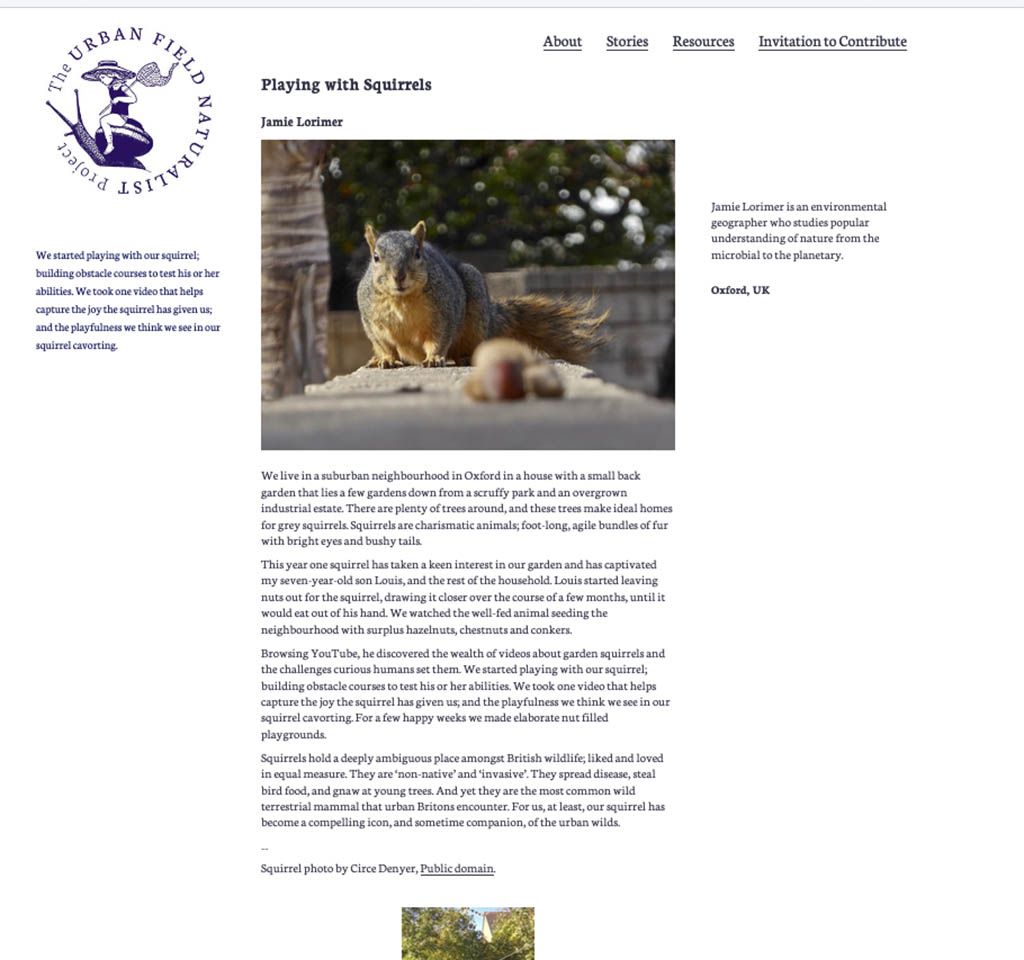 The URBAN FIELD NATURALIST Project
About Stories Resources Invitation to Contribute
Playing with Squirrels
Jamie Lorimer
We started playing with our squirrel;
building obstacle courses to test his or her
abilities. We took one video that helps
capture the joy the squirrel has given us;
and the playfulness we think we see in our
squirrel cavorting.
Jamie Lorimer is an environmental
geographer who studies popular
understanding of nature from the
microbial to the planetary.
Oxford, UK
We live in a suburban neighbourhood in Oxford in a house with a small back
garden that lies a few gardens down from a scruffy park and an overgrown
industrial estate. There are plenty of trees around, and these trees make ideal homes
for grey squirrels. Squirrels are charismatic animals; foot-long, agile bundles of fur
with bright eyes and bushy tails.
This year one squirrel has taken a keen interest in our garden and has captivated
my seven-year-old son Louis, and the rest of the household. Louis started leaving
nuts out for the squirrel, drawing it closer over the course of a few months, until it
would eat out of his hand. We watched the well-fed animal seeding the
neighbourhood with surplus hazelnuts, chestnuts and conkers.
Browsing YouTube, he discovered the wealth of videos about garden squirrels and
the challenges curious humans set them. We started playing with our squirrel;
building obstacle courses to test his or her abilities. We took one video that helps
capture the joy the squirrel has given us; and the playfulness we think we see in our
squirrel cavorting. For a few happy weeks we made elaborate nut filled
playgrounds.
Squirrels hold a deeply ambiguous place amongst British wildlife; liked and loved
in equal measure. They are ‘non-native’ and ‘invasive’. They spread disease, steal
bird food, and gnaw at young trees. And yet they are the most common wild
terrestrial mammal that urban Britons encounter. For us, at least, our squirrel has
become a compelling icon, and sometime companion, of the urban wilds.
--
Squirrel photo by Circe Denyer, Public domain.